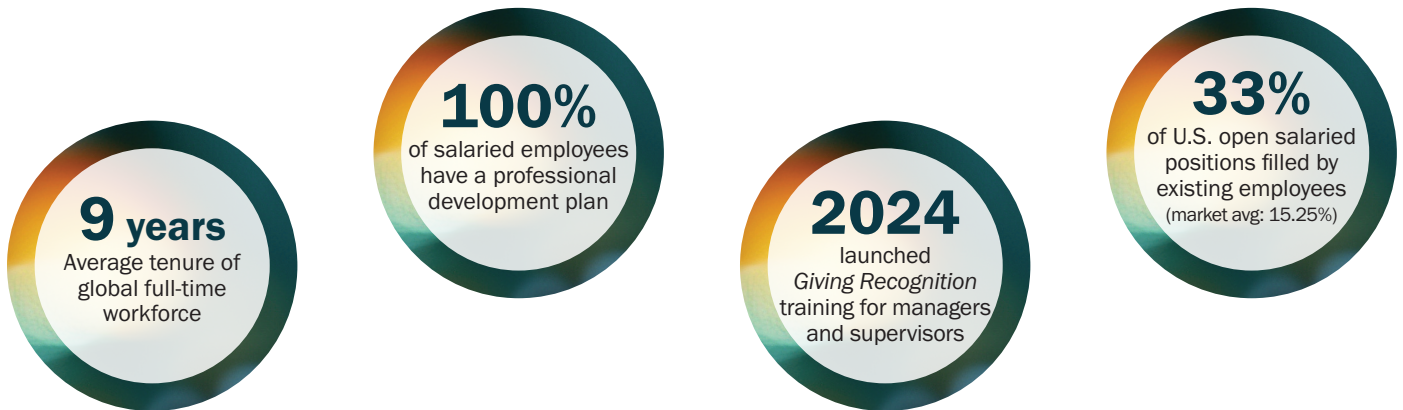 9 years
Average tenure of
global full-time
workforce
100%
of salaried employees
have a professional
development plan
2024
launched
Giving Recognition
training for managers
and supervisors
33%
of U.S. open salaried
positions filled by
existing employees
(market avg: 15.25%)